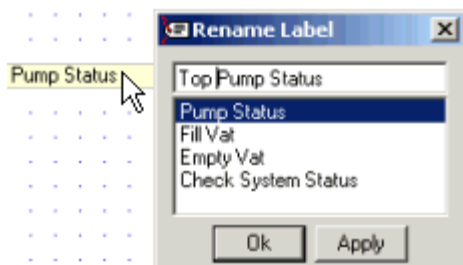 Rename Label
Pump Status
Top Pump Status
Pump Status
Fill Vat
Empty Vat
Check System Status
Ok
Apply